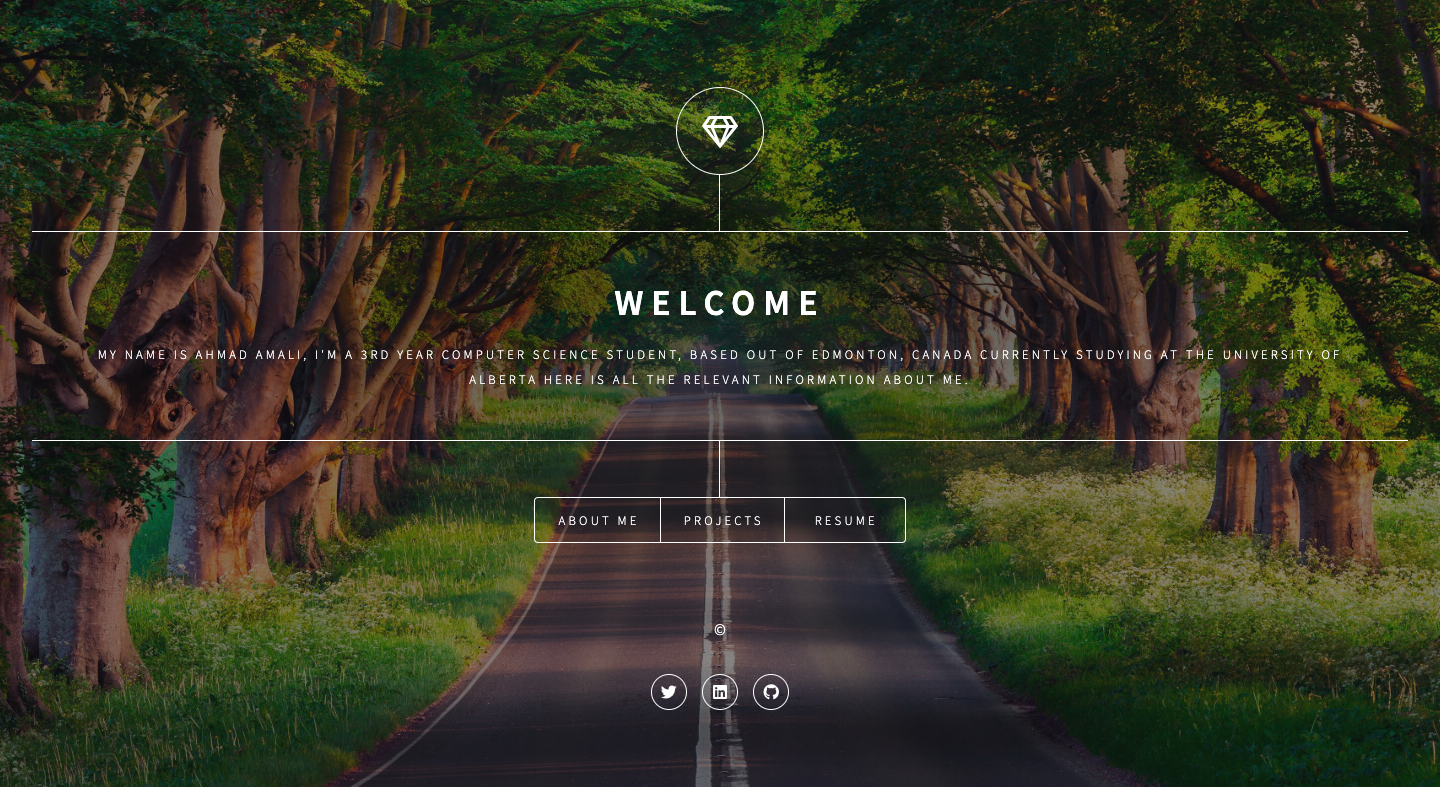 WELCOME
MY NAME IS AHMAD AMALI, I'M A 3RD YEAR COMPUTER SCIENCE STUDENT, BASED OUT OF EDMONTON, CANADA CURRENTLY STUDYING AT THE UNIVERSITY OF
ALBERTA HERE IS ALL THE RELEVANT INFORMATION ABOUT ME.
ABOUT ME PROJECTS RESUME
©
in